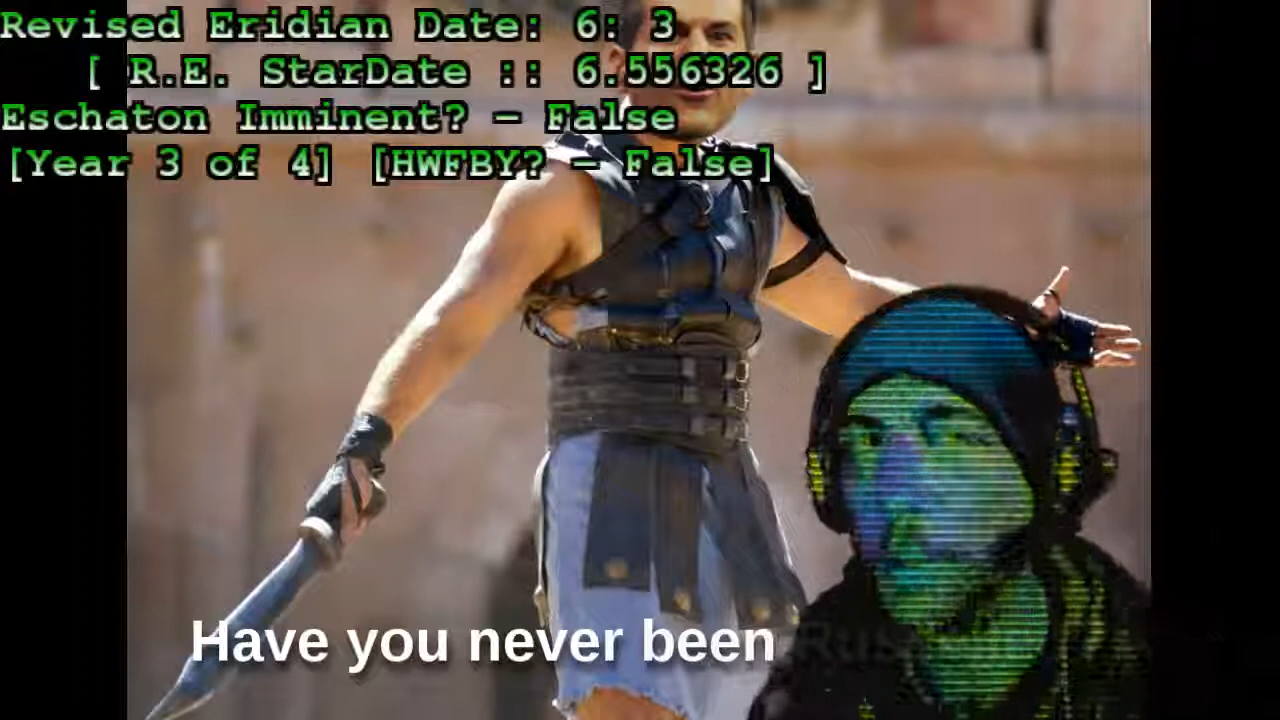 Revised Eridian Date: 6: 3
[ R.E. StarDate :: 6.556326 ]
Eschaton Imminent? - False
[Year 3 of 4] [HWFBY? - False]
Have you never been